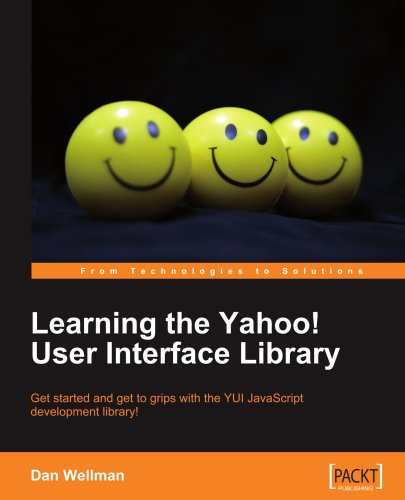 From Technologies to Solutions
Learning the Yahoo!
User Interface Library
Get started and get to grips with the YUI JavaScript
development library!
Dan Wellman
[PACKT]
PUBLISHING